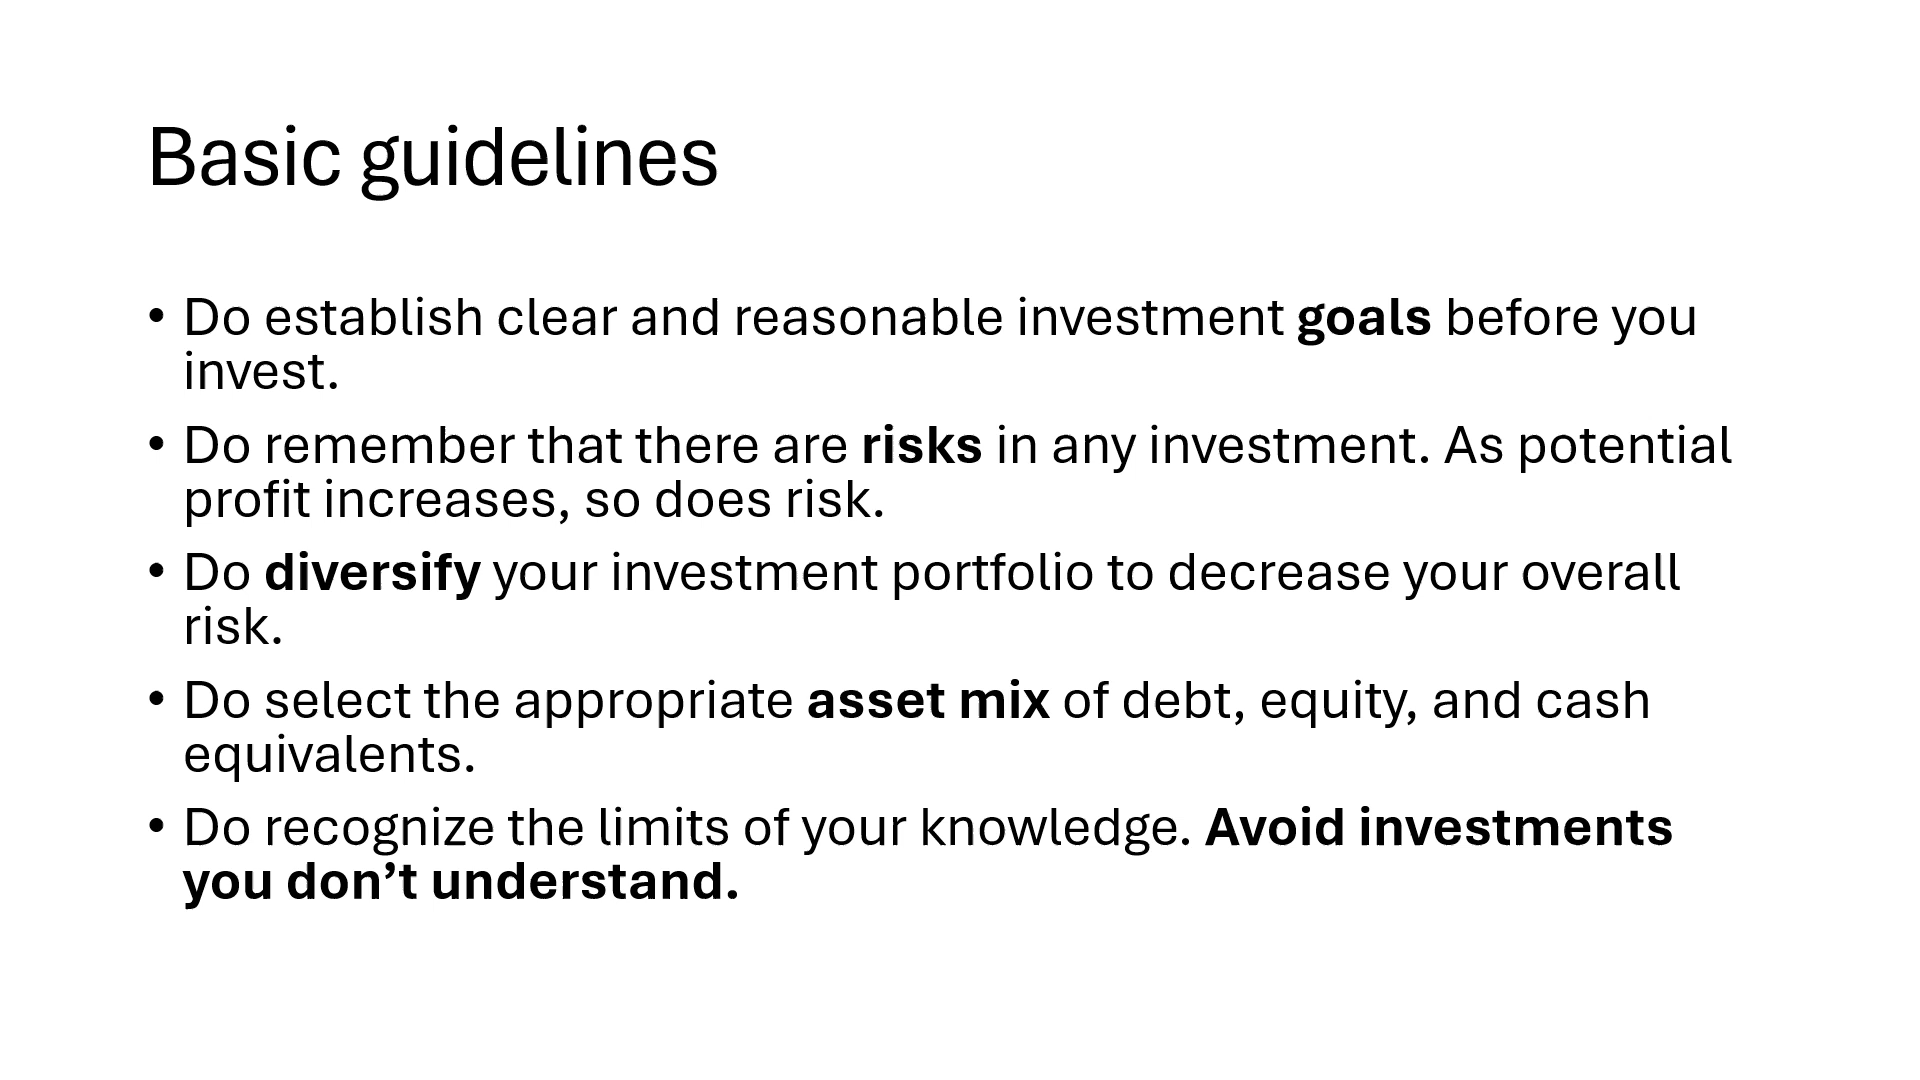 Basic guidelines
• Do establish clear and reasonable investment goals before you
invest.
• Do remember that there are risks in any investment. As potential
profit increases, so does risk.
• Do diversify your investment portfolio to decrease your overall
risk.
• Do select the appropriate asset mix of debt, equity, and cash
equivalents.
• Do recognize the limits of your knowledge. Avoid investments
you don’t understand.